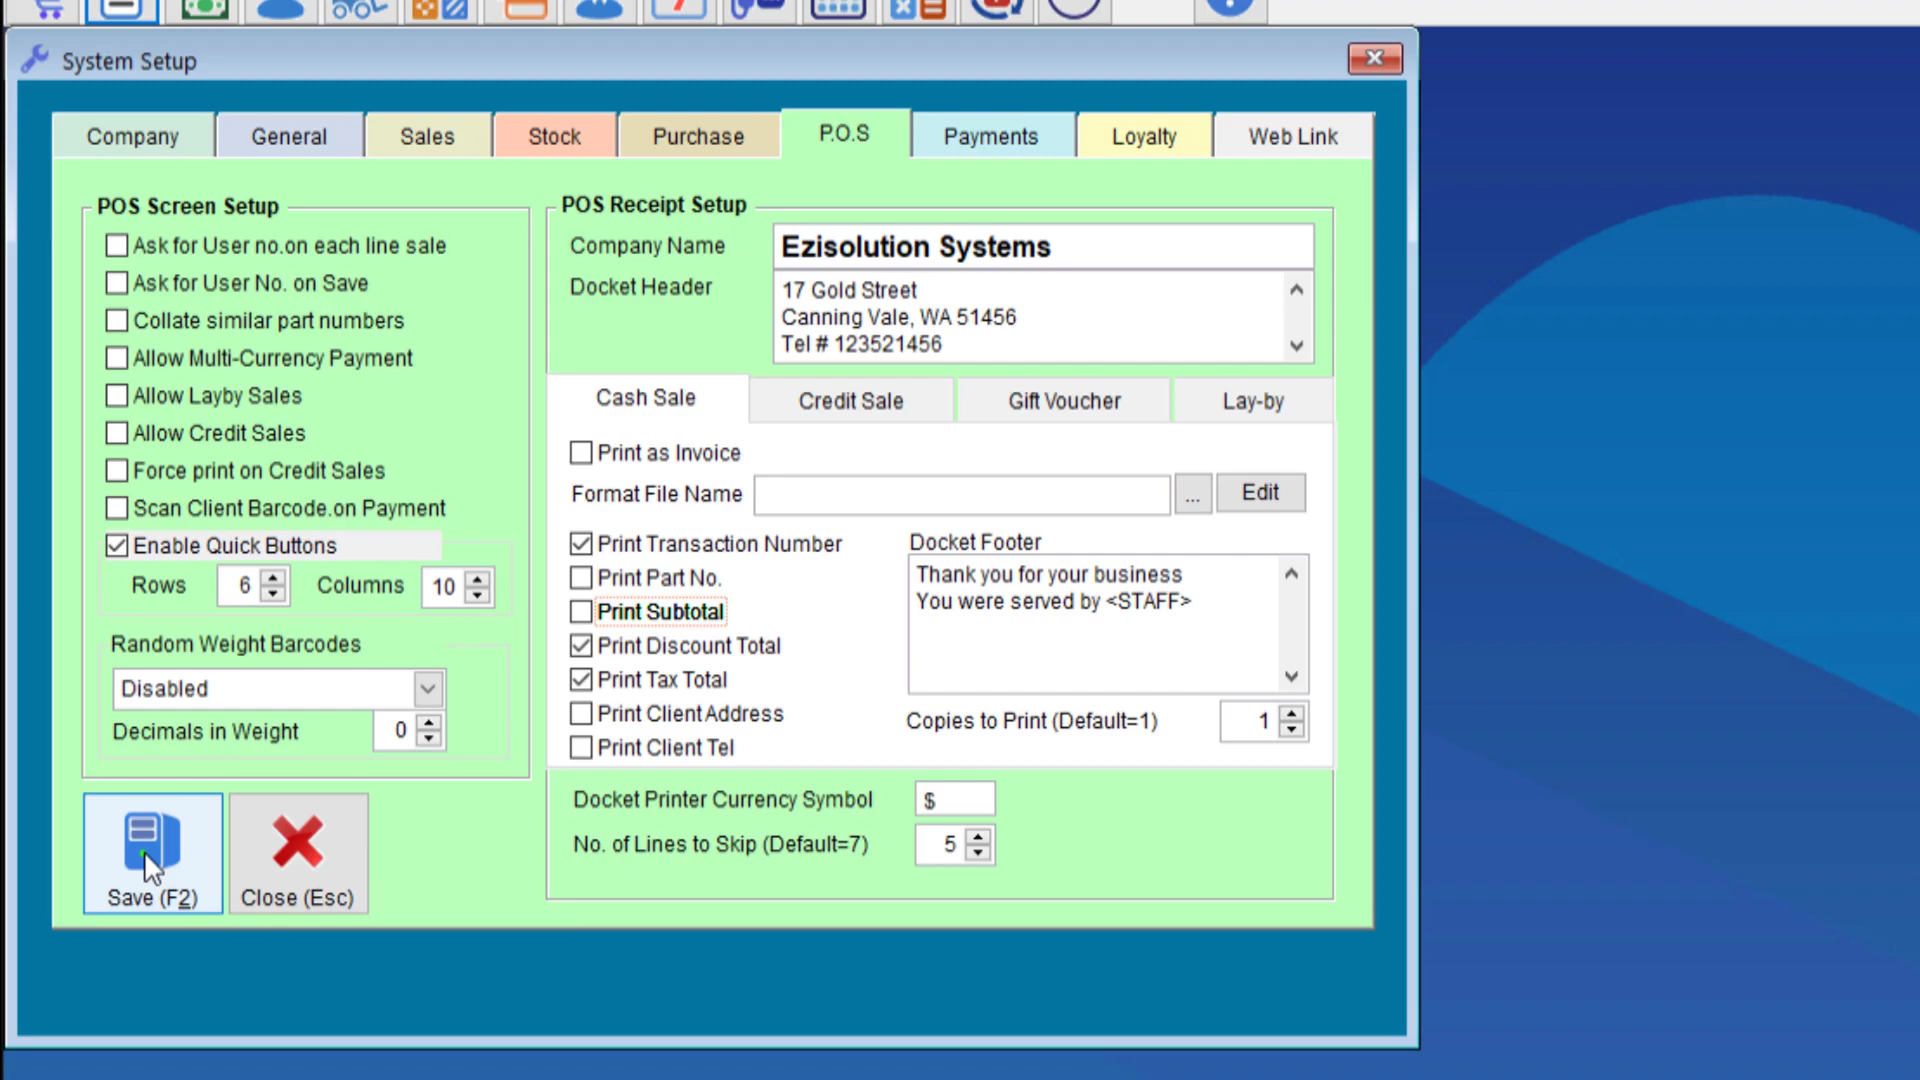 System Setup
Company
General
Sales
Stock
Purchase
P.O.S
Payments
Loyalty
Web Link
POS Screen Setup
Ask for User no.on each line sale
Ask for User No. on Save
Collate similar part numbers
Allow Multi-Currency Payment
Allow Layby Sales
Allow Credit Sales
Force print on Credit Sales
Scan Client Barcode.on Payment
Enable Quick Buttons
Rows 6 Columns 10
Random Weight Barcodes
Disabled
Decimals in Weight 0
Save (F2)
Close (Esc)
POS Receipt Setup
Company Name Ezisolution Systems
Docket Header
17 Gold Street
Canning Vale, WA 51456
Tel # 123521456
Cash Sale
Credit Sale
Gift Voucher
Lay-by
Print as Invoice
Format File Name ... Edit
Print Transaction Number
Print Part No.
Print Subtotal
Print Discount Total
Print Tax Total
Print Client Address
Print Client Tel
Docket Footer
Thank you for your business
You were served by <STAFF>
Copies to Print (Default=1) 1
Docket Printer Currency Symbol $
No. of Lines to Skip (Default=7) 5